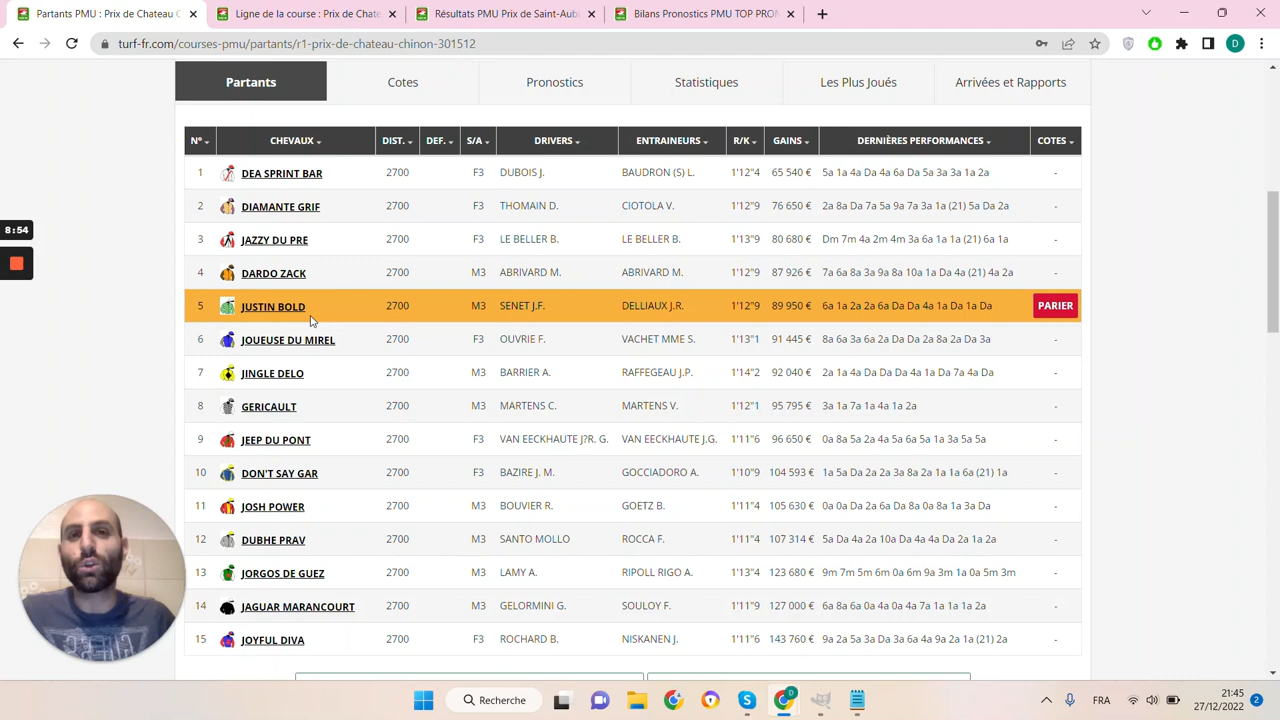 Partants PMU : Prix de Chateau C
Ligne de la course : Prix de Chate
Résultats PMU Prix de Saint-Aub
Bilans Pronostics PMU TOP PRON
turf-fr.com/courses-pmu/partants/r1-prix-de-chateau-chinon-301512
D
Partants Cotes Pronostics Statistiques Les Plus Joués Arrivées et Rapports
N° CHEVAUX DIST. DEF. S/A DRIVERS ENTRAINEURS R/K GAINS DERNIÈRES PERFORMANCES COTES
1 DEA SPRINT BAR 2700 F3 DUBOIS J. BAUDRON (S) L. 1'12"4 65 540 € 5a 1a 4a Da 4a 6a Da 5a 3a 3a 1a 2a -
2 DIAMANTE GRIF 2700 F3 THOMAIN D. CIOTOLA V. 1'12"9 76 650 € 2a 8a Da 7a 5a 9a 7a 3a 1a (21) 5a Da 2a -
3 JAZZY DU PRE 2700 F3 LE BELLER B. LE BELLER B. 1'13"9 80 680 € Dm 7m 4a 2m 4m 3a 6a 1a 1a (21) 6a 1a -
4 DARDO ZACK 2700 M3 ABRIVARD M. ABRIVARD M. 1'12"9 87 926 € 7a 6a 8a 3a 9a 8a 10a 1a Da 4a (21) 4a 2a -
8:54
5 JUSTIN BOLD 2700 M3 SENET J.F. DELLIAUX J.R. 1'12"9 89 950 € 6a 1a 2a 2a 6a Da Da 4a 1a Da 1a Da PARIER
6 JOUEUSE DU MIREL 2700 F3 OUVRIE F. VACHET MME S. 1'13"1 91 445 € 8a 6a 3a 6a 2a Da Da 2a 8a 2a Da 3a -
7 JINGLE DELO 2700 M3 BARRIER A. RAFFEGEAU J.P. 1'14"2 92 040 € 2a 1a 4a Da Da Da 4a 1a Da 7a 4a Da -
8 GERICAULT 2700 M3 MARTENS C. MARTENS V. 1'12"1 95 795 € 3a 1a 7a 1a 4a 1a 2a -
9 JEEP DU PONT 2700 F3 VAN EECKHAUTE J?R. G. VAN EECKHAUTE J.G. 1'11"6 96 650 € 0a 8a 5a 2a 4a 5a 6a 5a 1a 3a 5a 5a -
10 DON'T SAY GAR 2700 F3 BAZIRE J. M. GOCCIADORO A. 1'10"9 104 593 € 1a 5a Da 2a 2a 3a 8a 2a 1a 1a 6a (21) 1a -
11 JOSH POWER 2700 M3 BOUVIER R. GOETZ B. 1'11"4 105 630 € 0a 0a Da 2a 6a Da 8a 0a 8a 1a 3a Da -
12 DUBHE PRAV 2700 M3 SANTO MOLLO ROCCA F. 1'11"4 107 314 € 5a Da 4a 2a 10a Da 4a 4a Da 2a 1a 2a -
13 JORGOS DE GUEZ 2700 M3 LAMY A. RIPOLL RIGO A. 1'13"4 123 680 € 9m 7m 5m 6m 0a 6m 9a 3m 1a 0a 5m 3m -
14 JAGUAR MARANCOURT 2700 M3 GELORMINI G. SOULOY F. 1'11"9 127 000 € 6a 8a 6a 0a 4a 0a 4a 7a 1a 1a 1a 2a -
15 JOYFUL DIVA 2700 F3 ROCHARD B. NISKANEN J. 1'11"6 143 760 € 9a 2a 5a 3a Da 3a 6a 4a 9a 2a 1a (21) 2a -
Recherche
FRA
21:45
27/12/2022
2